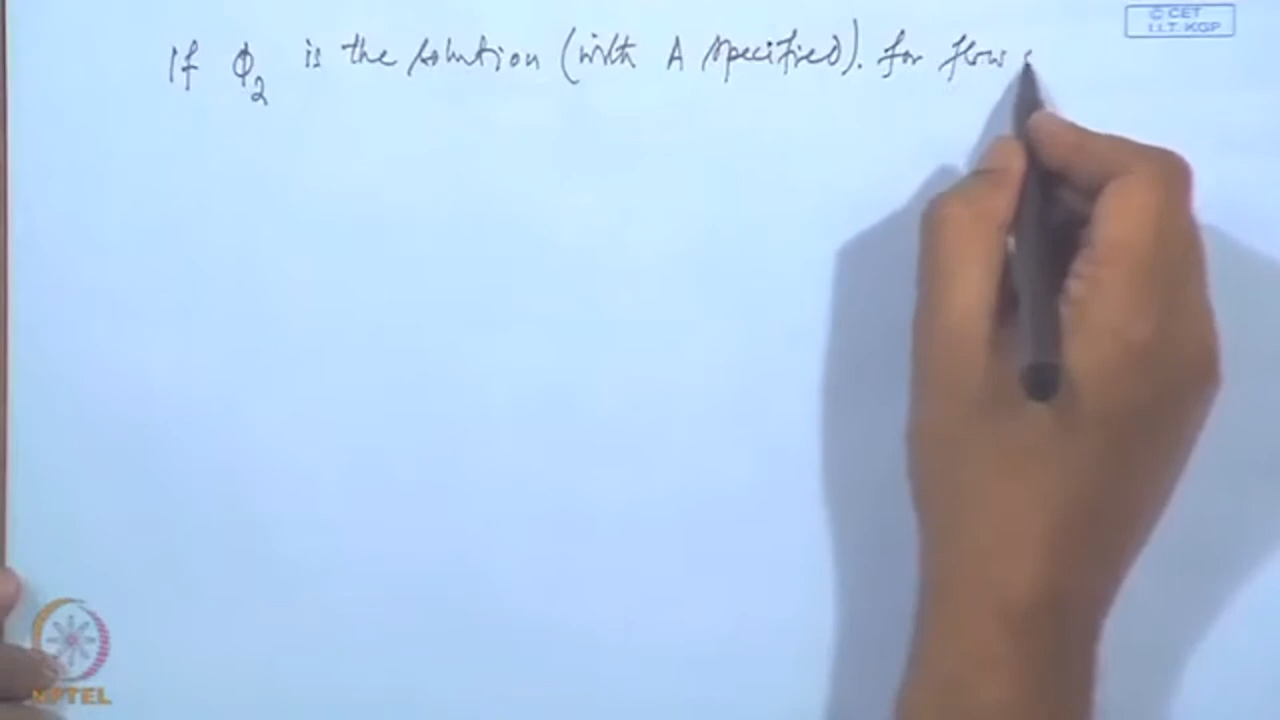 © CET
I.I.T. KGP
If Φ₂ is the solution (with A specified). for flow
NPTEL